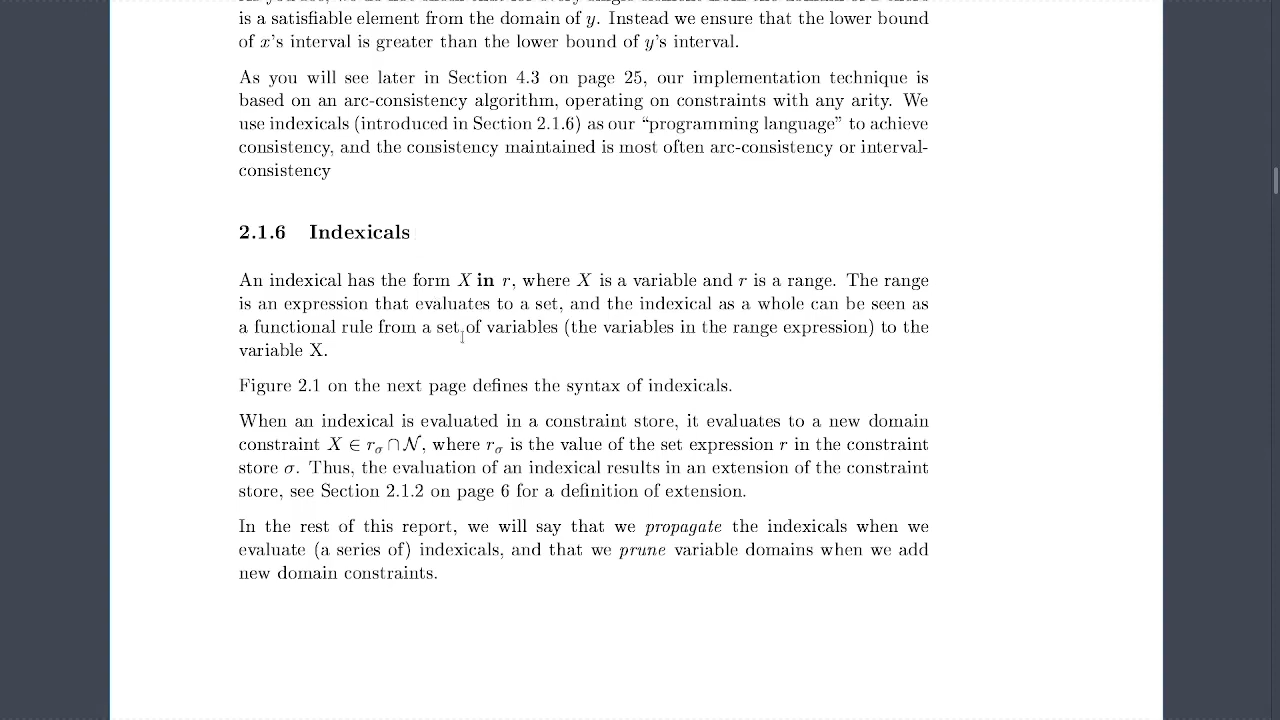 is a satisfiable element from the domain of y. Instead we ensure that the lower bound
of x's interval is greater than the lower bound of y's interval.
As you will see later in Section 4.3 on page 25, our implementation technique is
based on an arc-consistency algorithm, operating on constraints with any arity. We
use indexicals (introduced in Section 2.1.6) as our “programming language” to achieve
consistency, and the consistency maintained is most often arc-consistency or interval-
consistency
2.1.6 Indexicals
An indexical has the form X in r, where X is a variable and r is a range. The range
is an expression that evaluates to a set, and the indexical as a whole can be seen as
a functional rule from a set of variables (the variables in the range expression) to the
variable X.
Figure 2.1 on the next page defines the syntax of indexicals.
When an indexical is evaluated in a constraint store, it evaluates to a new domain
constraint X ∈ rσ ∩ 𝒩, where rσ is the value of the set expression r in the constraint
store σ. Thus, the evaluation of an indexical results in an extension of the constraint
store, see Section 2.1.2 on page 6 for a definition of extension.
In the rest of this report, we will say that we propagate the indexicals when we
evaluate (a series of) indexicals, and that we prune variable domains when we add
new domain constraints.